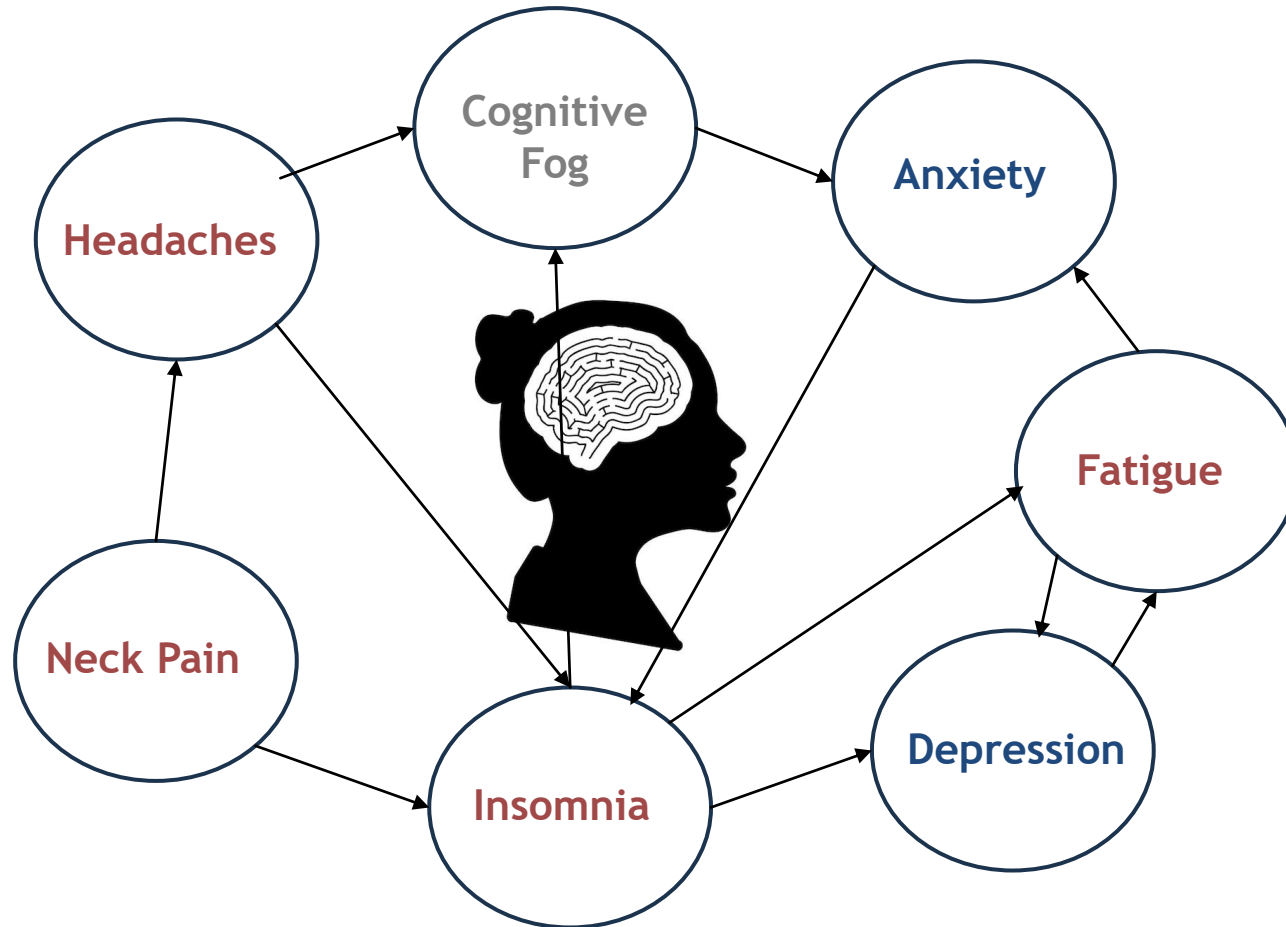 Cognitive
Fog
Anxiety
Headaches
Fatigue
Neck Pain
Depression
Insomnia